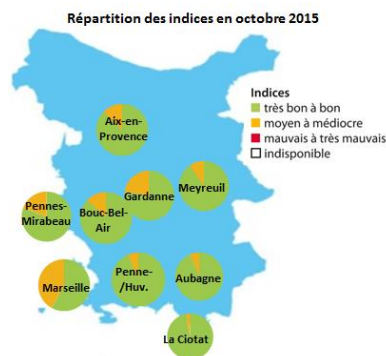 Répartition des indices en octobre 2015
Indices
très bon à bon
moyen à médiocre
mauvais à très mauvais
indisponible
Aix-en-
Provence
Gardanne
Meyreuil
Pennes-
Mirabeau
Bouc-Bel-
Air
Marseille
Penne-
/Huv.
Aubagne
La Ciotat